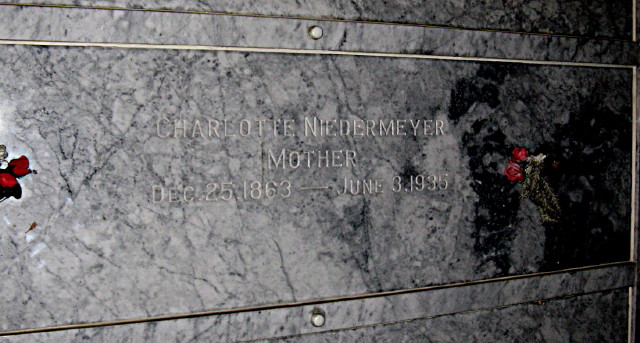 CHARLOTTE NIEDERMEYER
MOTHER
DEC. 25, 1863 — JUNE 3, 1935